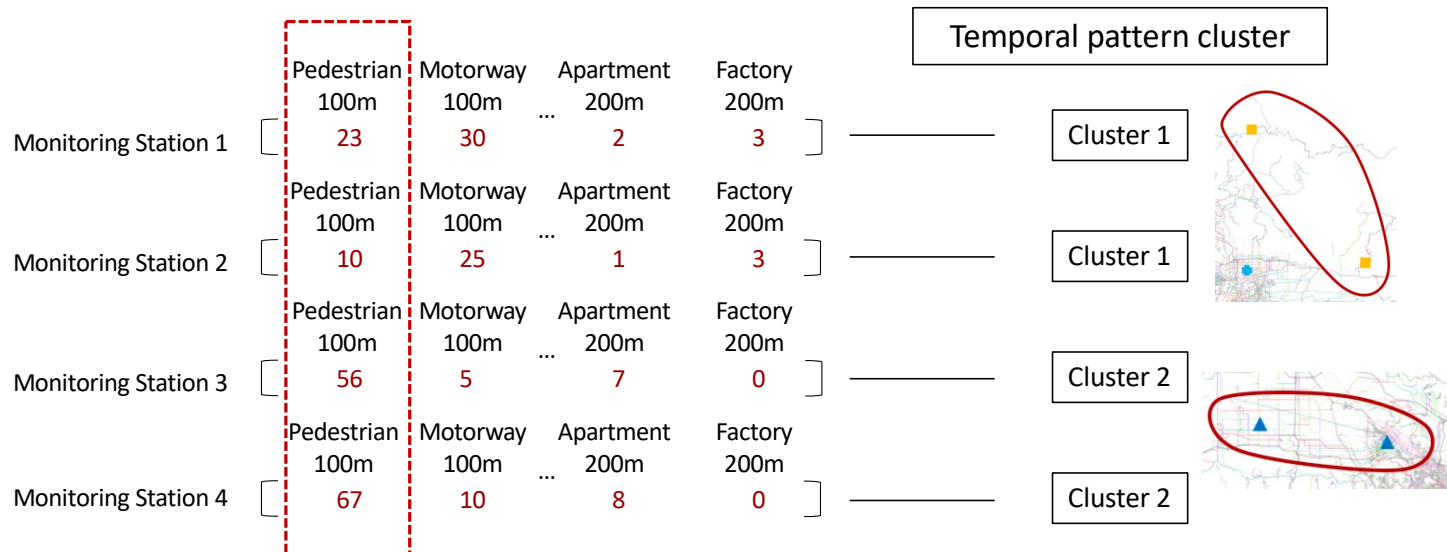 Temporal pattern cluster
Pedestrian Motorway Apartment Factory
100m 100m ... 200m 200m
Monitoring Station 1 23 30 2 3 Cluster 1
Pedestrian Motorway Apartment Factory
100m 100m ... 200m 200m
Monitoring Station 2 10 25 1 3 Cluster 1
Pedestrian Motorway Apartment Factory
100m 100m ... 200m 200m
Monitoring Station 3 56 5 7 0 Cluster 2
Pedestrian Motorway Apartment Factory
100m 100m ... 200m 200m
Monitoring Station 4 67 10 8 0 Cluster 2